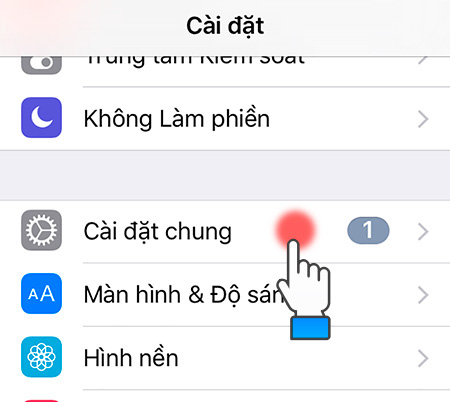 Cài đặt
Trung tâm Kiểm soát
Không Làm phiền
Cài đặt chung 1
AA Màn hình & Độ sán
Hình nền